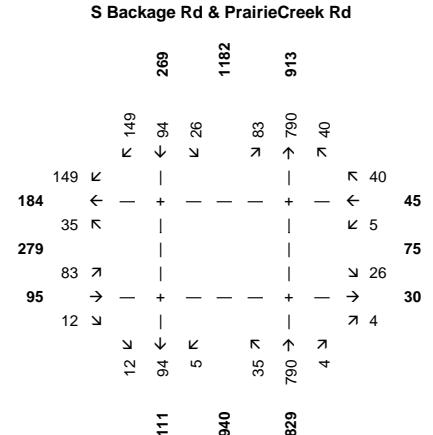 S Backage Rd & PrairieCreek Rd
269 1182 913
149 94 26 83 790 40
↙ ↓ ↘ ↗ ↑ ↖
149 ↙ | | ↖ 40
184 ← — + — — — + — ← 45
35 ↖ | | ↙ 5
279 | | 75
83 ↗ | | ↘ 26
95 → — + — — — + — → 30
12 ↘ | | ↗ 4
↘ ↓ ↙ ↖ ↑ ↗
12 94 5 35 790 4
111 940 829